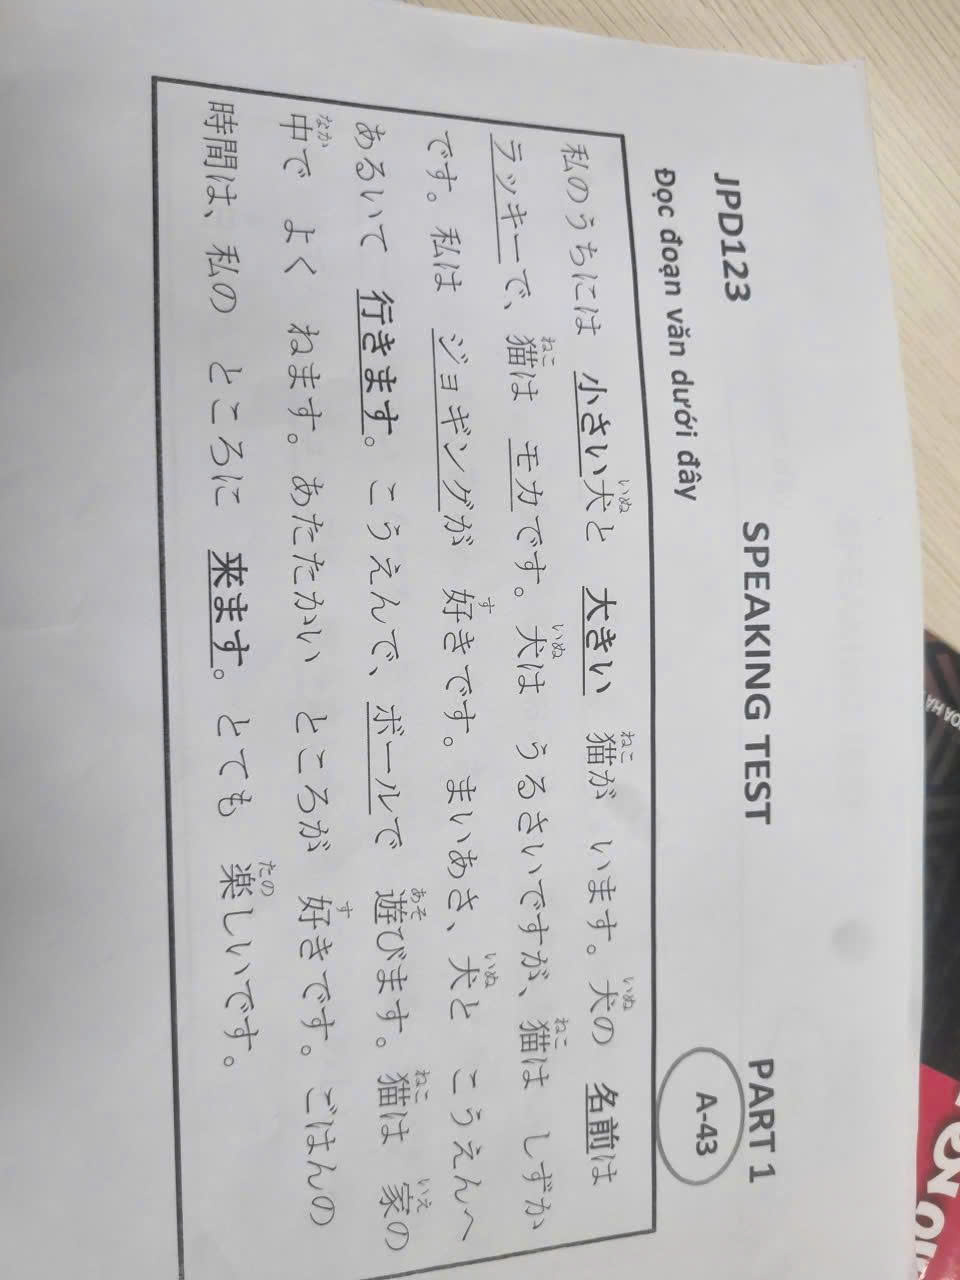 JPD123 SPEAKING TEST PART 1
Đọc đoạn văn dưới đây A-43
私のうちには 小さい犬と 大きい 猫が います。犬の 名前は
ラッキーで、猫は モカです。犬は うるさいですが、猫は しずか
です。私は ジョギングが 好きです。まいあさ、犬と こうえんへ
あるいて 行きます。こうえんで、ボールで 遊びます。猫は 家の
中で よく ねます。あたたかい ところが 好きです。ごはんの
時間は、私の ところに 来ます。とても 楽しいです。